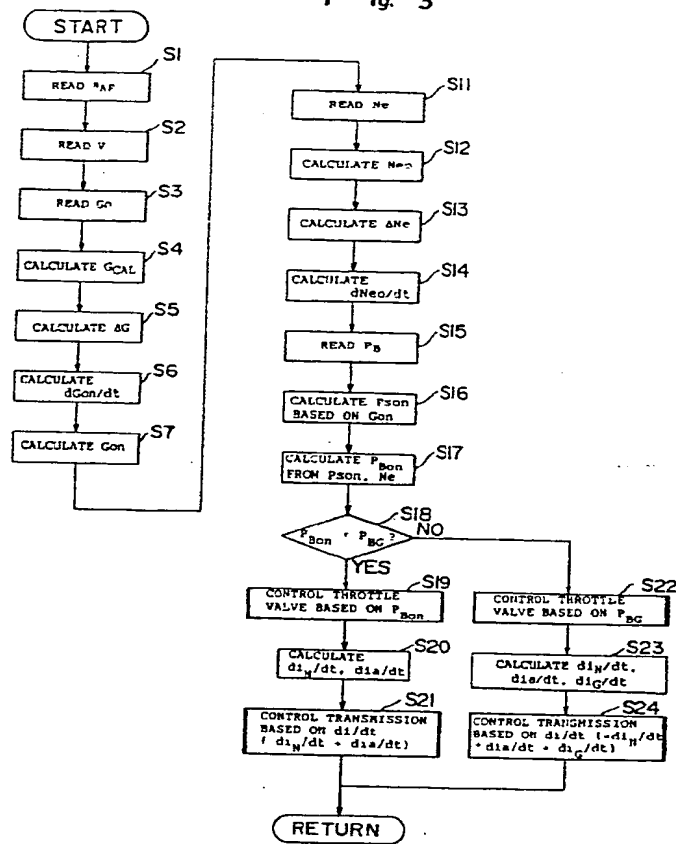 Fig. 3
START
S1
READ
S2
READ V
S3
READ Go
S4
CALCULATE GCAL
S5
CALCULATE ΔG
S6
CALCULATE
dGon/dt
S7
CALCULATE Gon
S11
READ Ne
S12
CALCULATE Neo
S13
CALCULATE ΔNe
S14
CALCULATE
dNeo/dt
S15
READ PB
S16
CALCULATE Pson
BASED ON Gon
S17
CALCULATE PBon
FROM Pson, Ne
S18
PBon PBG ?
NO
YES
S19
CONTROL THROTTLE
VALVE BASED ON PBon
S20
CALCULATE
diN/dt, dia/dt
S21
CONTROL TRANSMISSION
BASED ON di/dt
diN/dt + dia/dt)
S22
CONTROL THROTTLE
VALVE BASED ON PBG
S23
CALCULATE diN/dt,
dia/dt, diG/dt
S24
CONTROL TRANSMISSION
BASED ON di/dt (=diN/dt
+ dia/dt + diG/dt)
RETURN